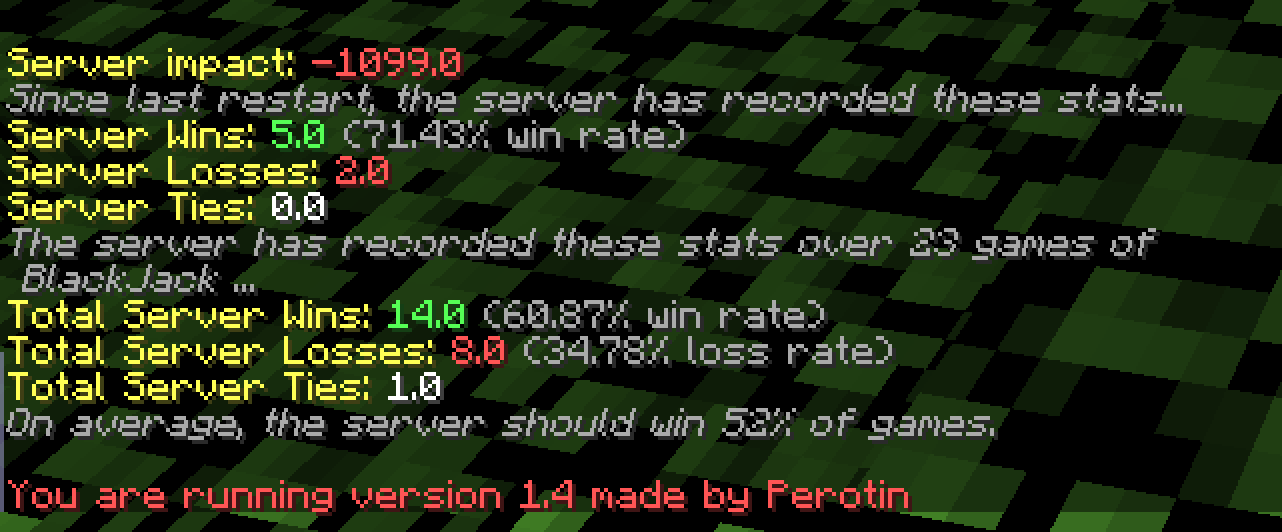 Server impact: -1099.0
Since last restart, the server has recorded these stats...
Server Wins: 5.0 (71.43% win rate)
Server Losses: 2.0
Server Ties: 0.0
The server has recorded these stats over 23 games of
BlackJack ...
Total Server Wins: 14.0 (60.87% win rate)
Total Server Losses: 8.0 (34.78% loss rate)
Total Server Ties: 1.0
On average, the server should win 52% of games.
You are running version 1.4 made by Perotin